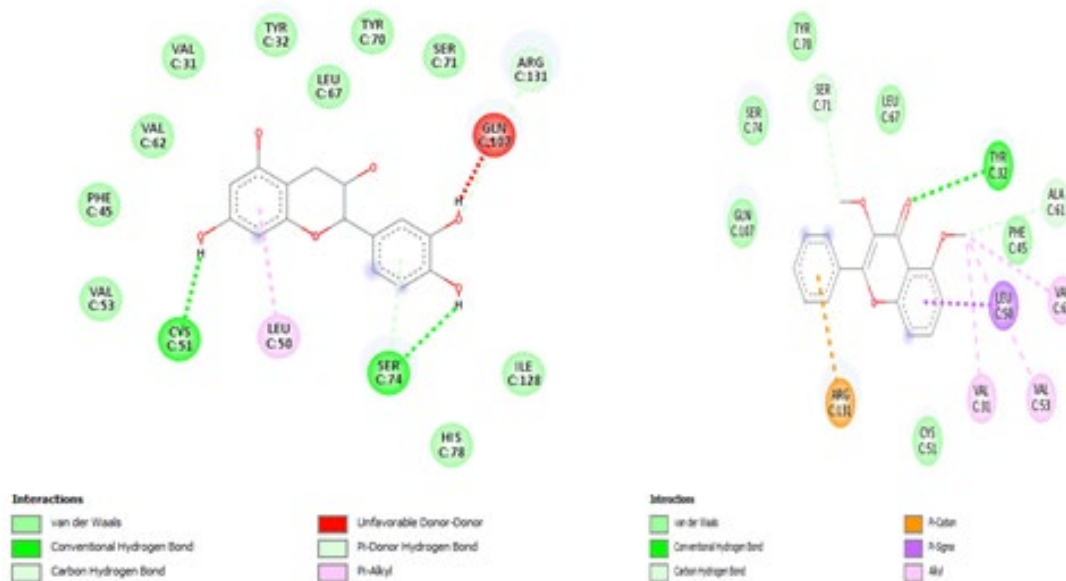 TYR
C:32
TYR
C:70
VAL
C:31
SER
C:71
ARG
C:131
LEU
C:67
VAL
C:62
GLN
C:107
PHE
C:45
VAL
C:53
CYS
C:51
LEU
C:50
SER
C:74
ILE
C:128
HIS
C:78
O
O
O
O
O
O
H
H
H
Interactions
van der Waals
Conventional Hydrogen Bond
Carbon Hydrogen Bond
Unfavorable Donor-Donor
Pi-Donor Hydrogen Bond
Pi-Alkyl
TYR
C:70
SER
C:71
LEU
C:67
SER
C:74
TYR
C:32
ALA
C:61
GLN
C:107
PHE
C:45
LEU
C:50
ARG
C:131
VAL
C:31
VAL
C:53
CYS
C:51
O
O
O
O
Interactions
van der Waals
Conventional Hydrogen Bond
Carbon Hydrogen Bond
Pi-Cation
Pi-Sigma
Alkyl